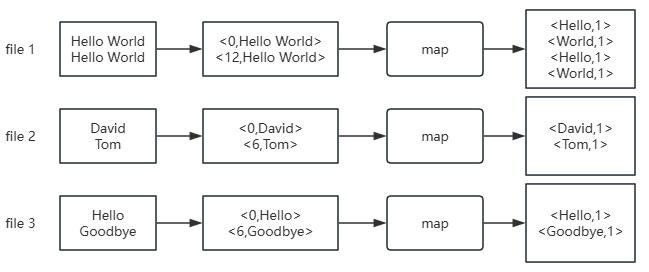 file 1
Hello World
Hello World
<0,Hello World>
<12,Hello World>
map
<Hello,1>
<World,1>
<Hello,1>
<World,1>
file 2
David
Tom
<0,David>
<6,Tom>
map
<David,1>
<Tom,1>
file 3
Hello
Goodbye
<0,Hello>
<6,Goodbye>
map
<Hello,1>
<Goodbye,1>